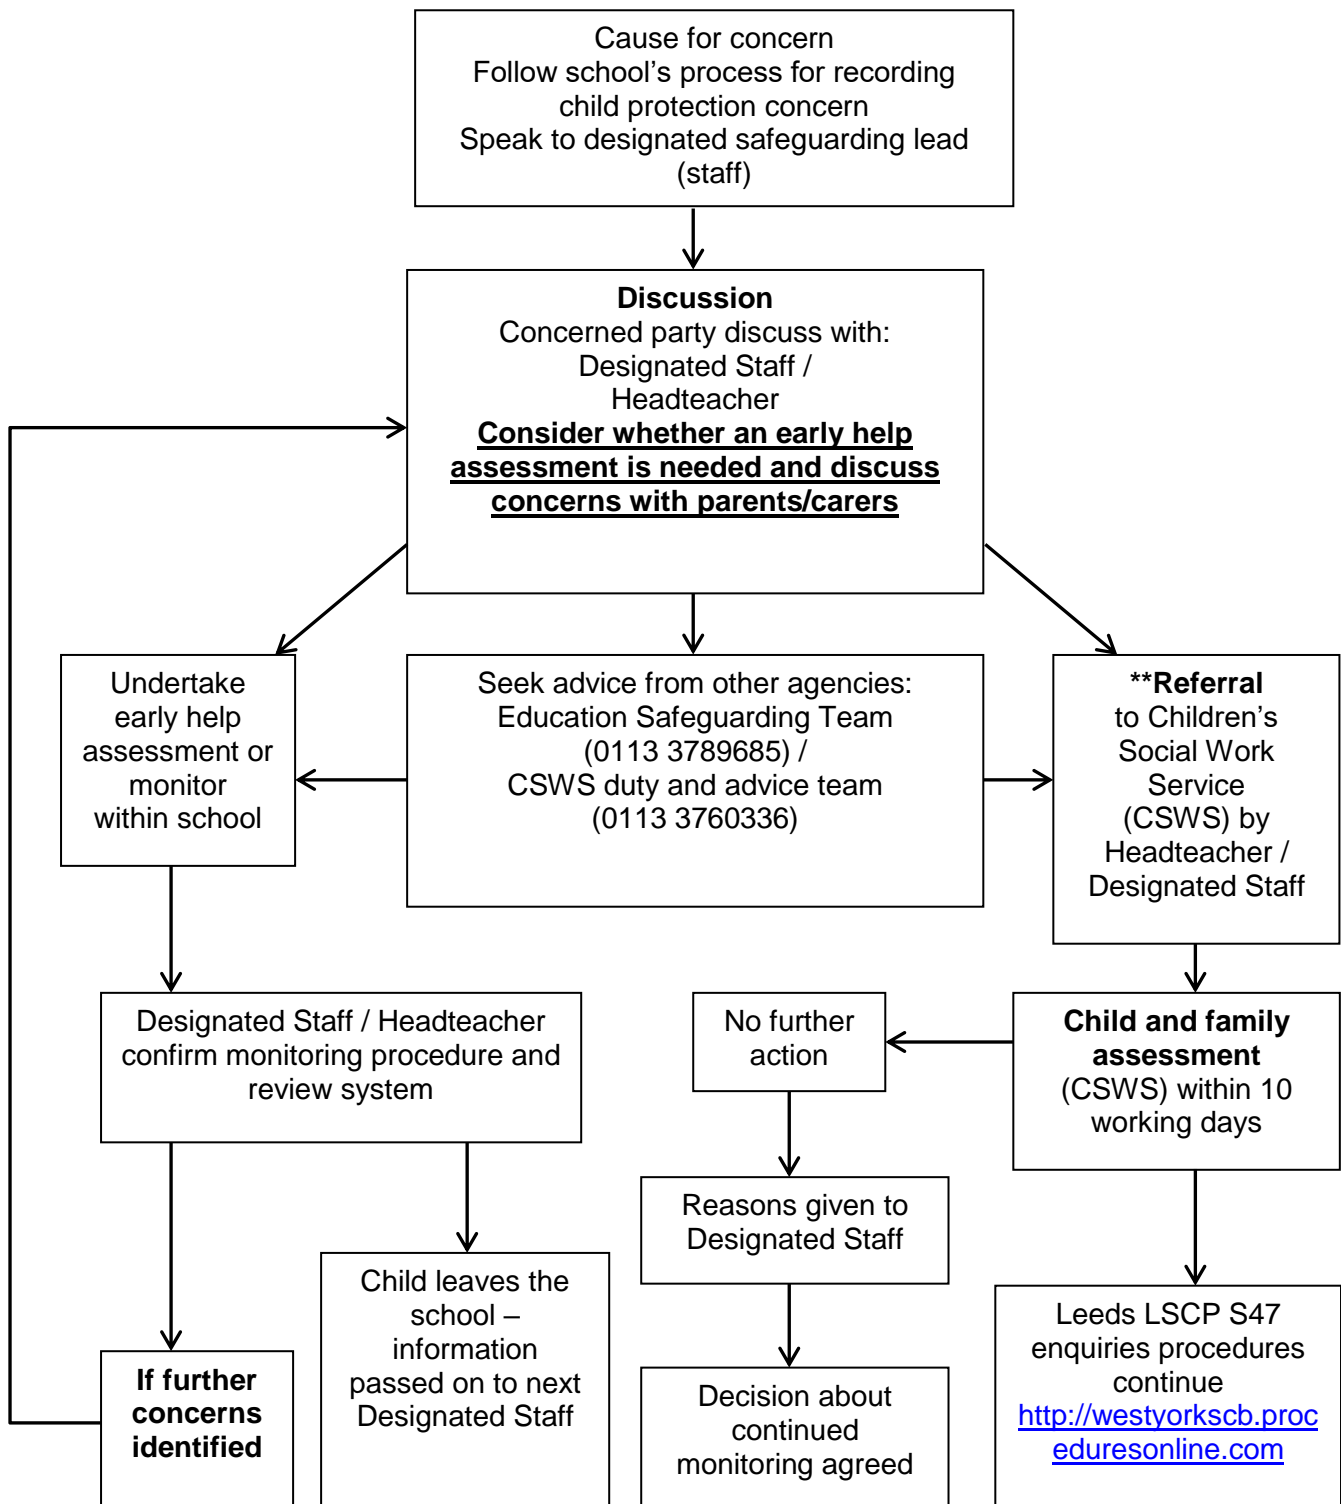 Cause for concern
Follow school's process for recording
child protection concern
Speak to designated safeguarding lead
(staff)
Discussion
Concerned party discuss with:
Designated Staff /
Headteacher
Consider whether an early help
assessment is needed and discuss
concerns with parents/carers
Undertake
early help
assessment or
monitor
within school
Seek advice from other agencies:
Education Safeguarding Team
(0113 3789685) /
CSWS duty and advice team
(0113 3760336)
**Referral
to Children's
Social Work
Service
(CSWS) by
Headteacher /
Designated Staff
Designated Staff / Headteacher
confirm monitoring procedure and
review system
No further
action
Child and family
assessment
(CSWS) within 10
working days
Reasons given to
Designated Staff
If further
concerns
identified
Child leaves the
school –
information
passed on to next
Designated Staff
Decision about
continued
monitoring agreed
Leeds LSCP S47
enquiries procedures
continue
http://westyorkscb.proc
eduresonline.com